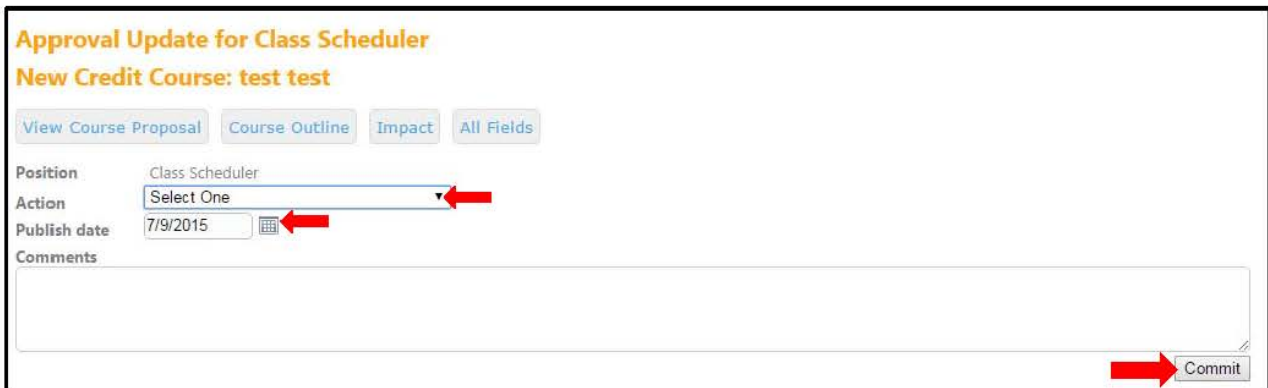 Approval Update for Class Scheduler
New Credit Course: test test
View Course Proposal Course Outline Impact All Fields
Position Class Scheduler
Action Select One
Publish date 7/9/2015
Comments
Commit